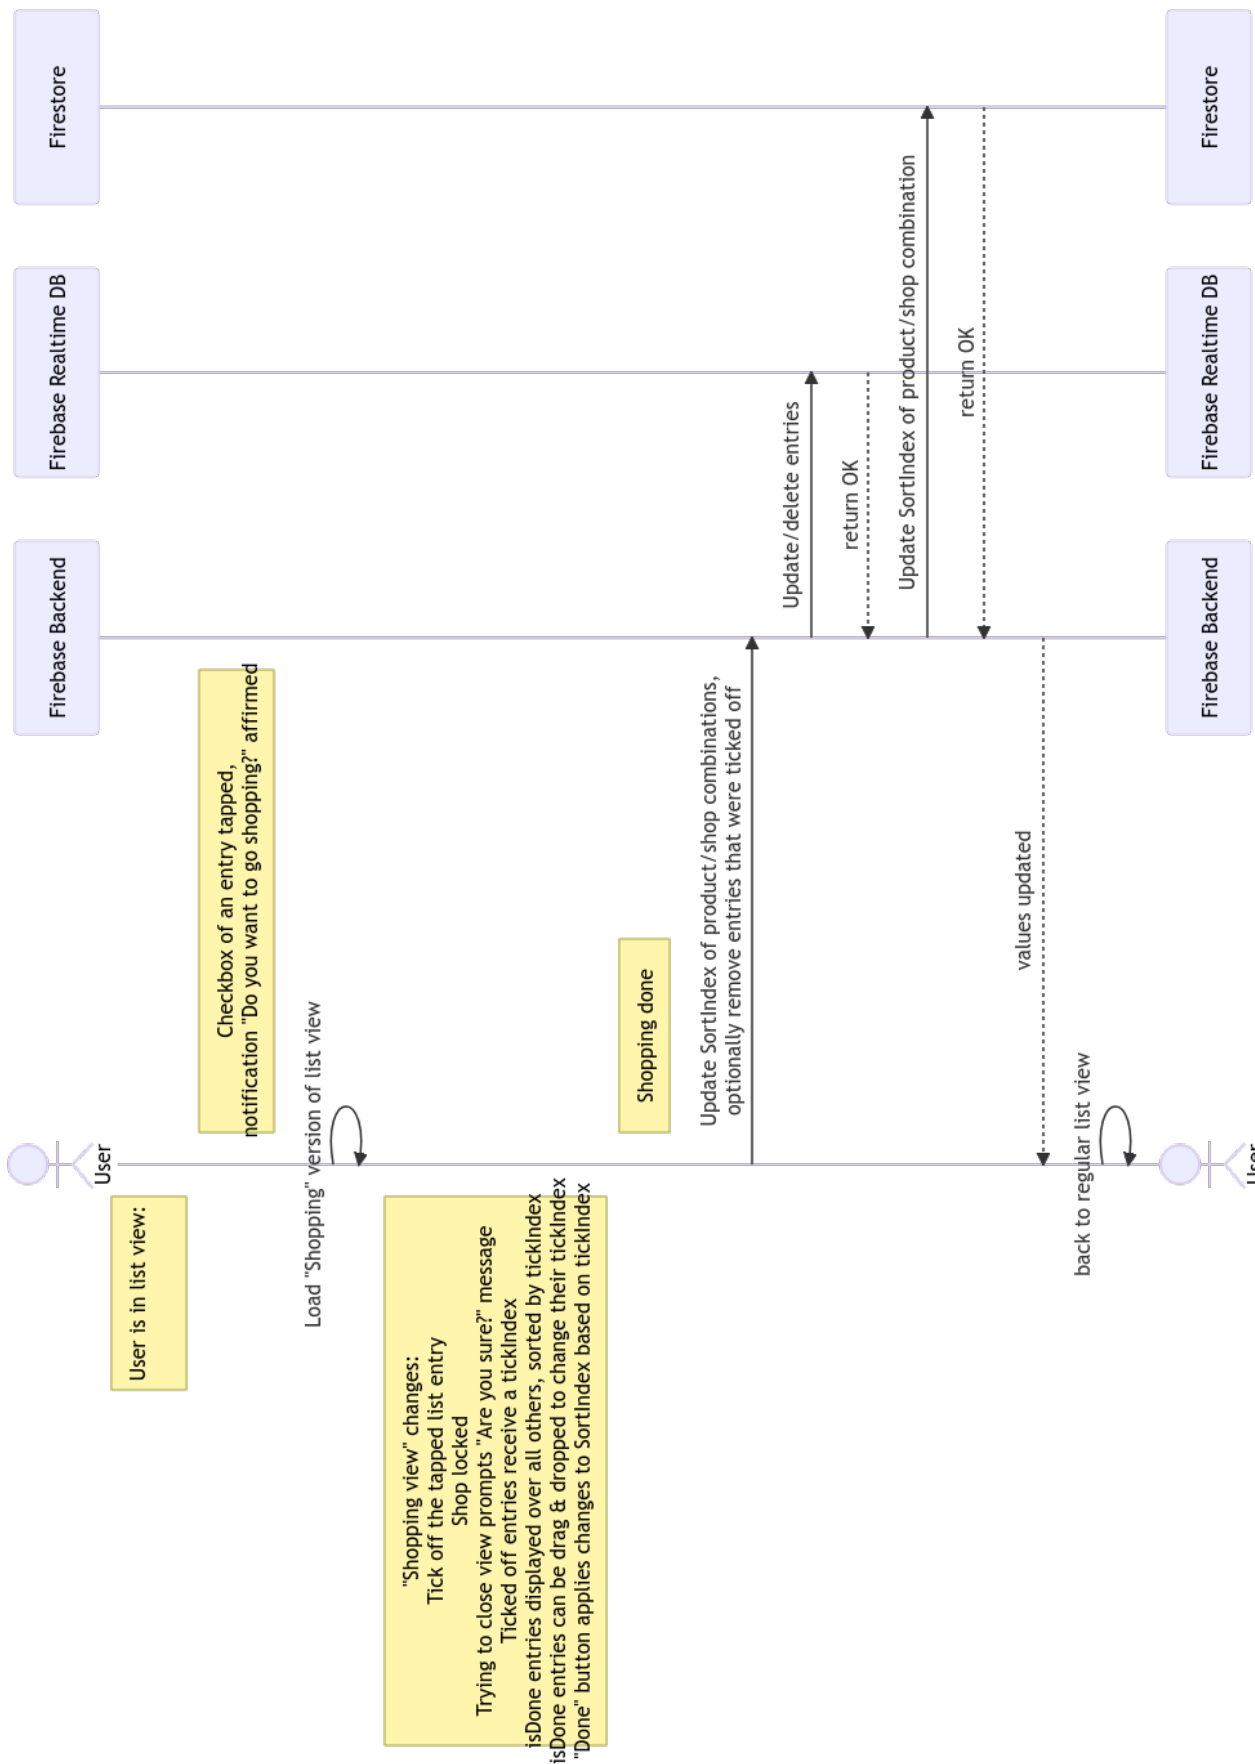 User
Firebase Backend
Firebase Realtime DB
Firestore
User is in list view:
Checkbox of an entry tapped,
notification "Do you want to go shopping?" affirmed
Load "Shopping" version of list view
"Shopping view" changes:
Tick off the tapped list entry
Shop locked
Trying to close view prompts "Are you sure?" message
Ticked off entries receive a tickIndex
isDone entries displayed over all others, sorted by tickIndex
isDone entries can be drag & dropped to change their tickIndex
"Done" button applies changes to SortIndex based on tickIndex
Shopping done
Update SortIndex of product/shop combinations,
optionally remove entries that were ticked off
Update/delete entries
return OK
Update SortIndex of product/shop combination
return OK
values updated
back to regular list view
User
Firebase Backend
Firebase Realtime DB
Firestore